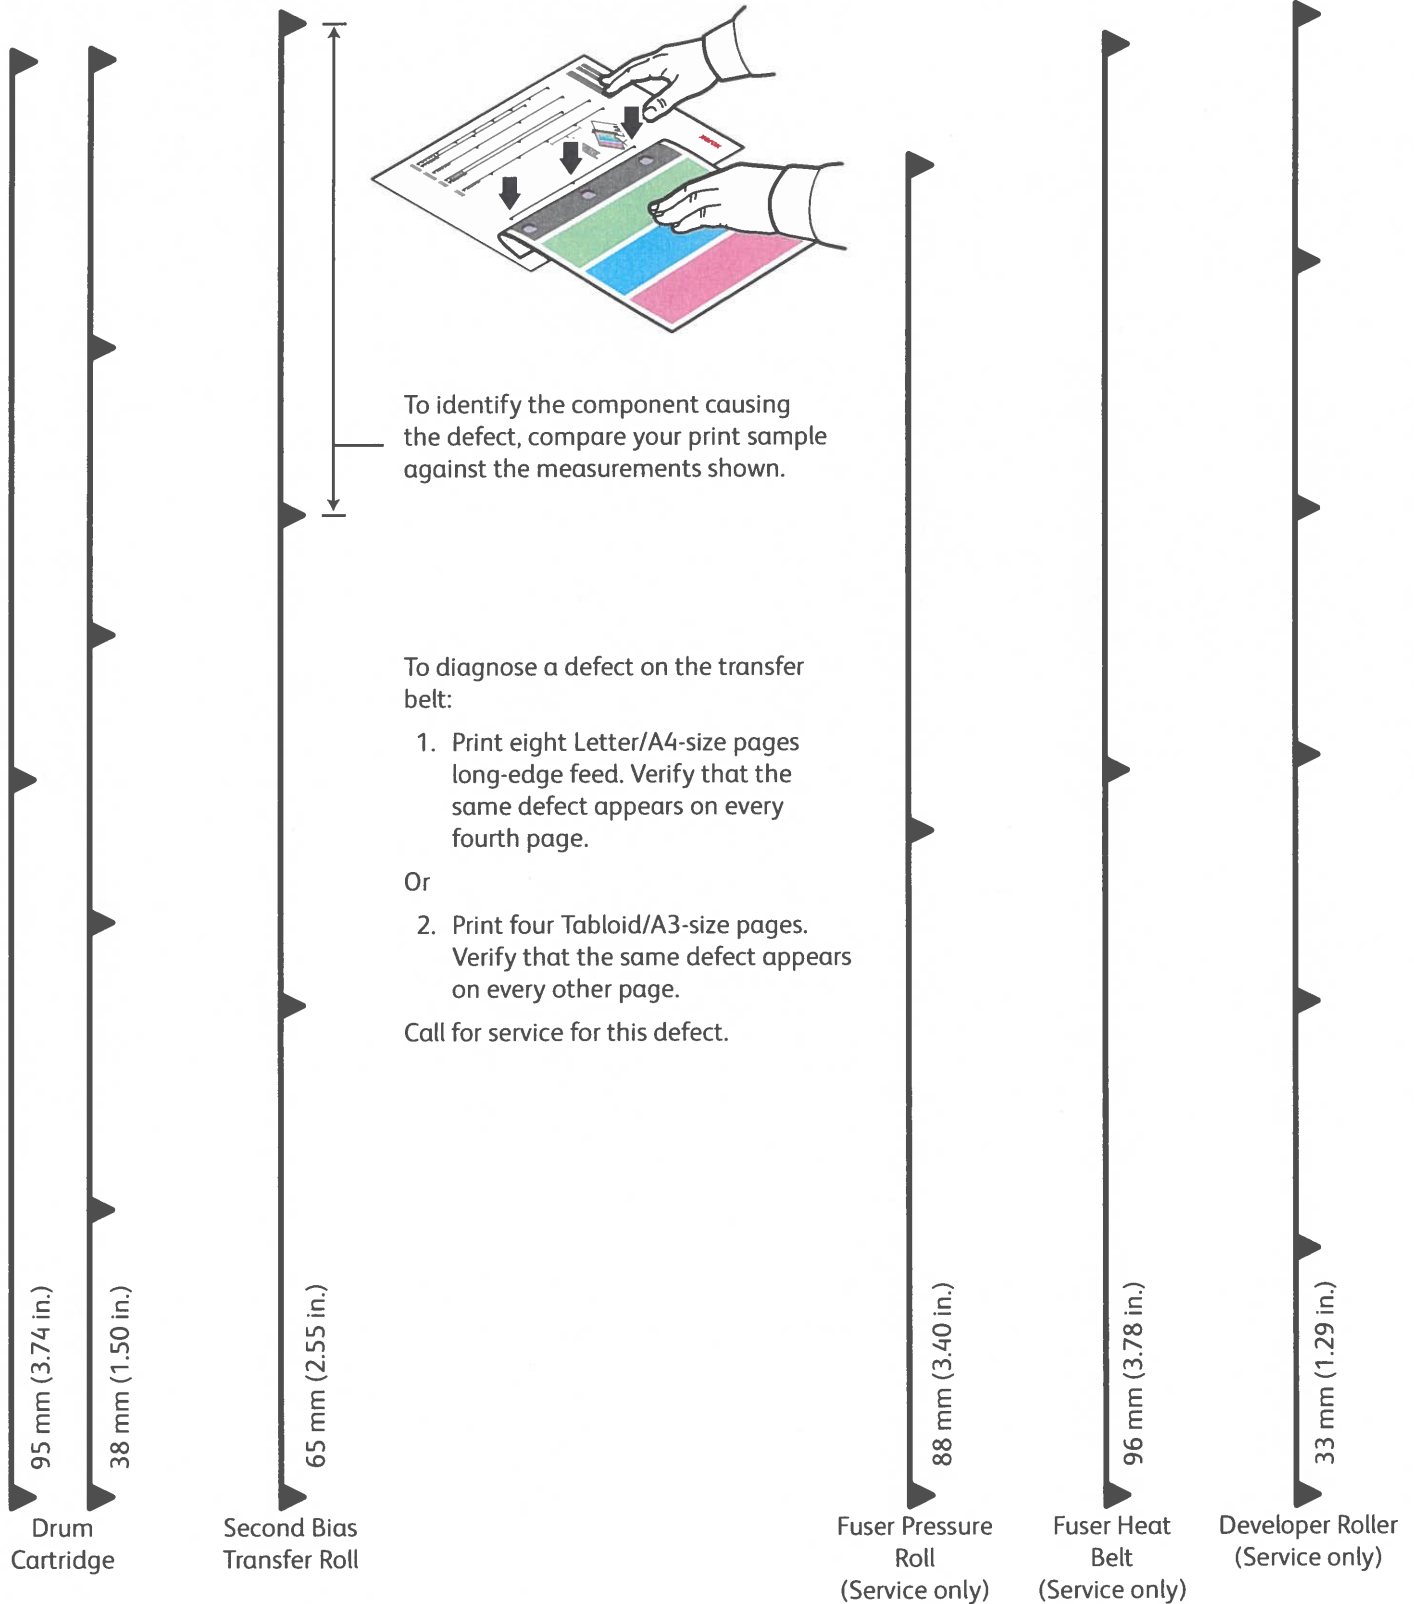 xerox
To identify the component causing
the defect, compare your print sample
against the measurements shown.
To diagnose a defect on the transfer
belt:
1. Print eight Letter/A4-size pages
long-edge feed. Verify that the
same defect appears on every
fourth page.
Or
2. Print four Tabloid/A3-size pages.
Verify that the same defect appears
on every other page.
Call for service for this defect.
95 mm (3.74 in.)
38 mm (1.50 in.)
65 mm (2.55 in.)
88 mm (3.40 in.)
96 mm (3.78 in.)
33 mm (1.29 in.)
Drum
Cartridge
Second Bias
Transfer Roll
Fuser Pressure
Roll
(Service only)
Fuser Heat
Belt
(Service only)
Developer Roller
(Service only)